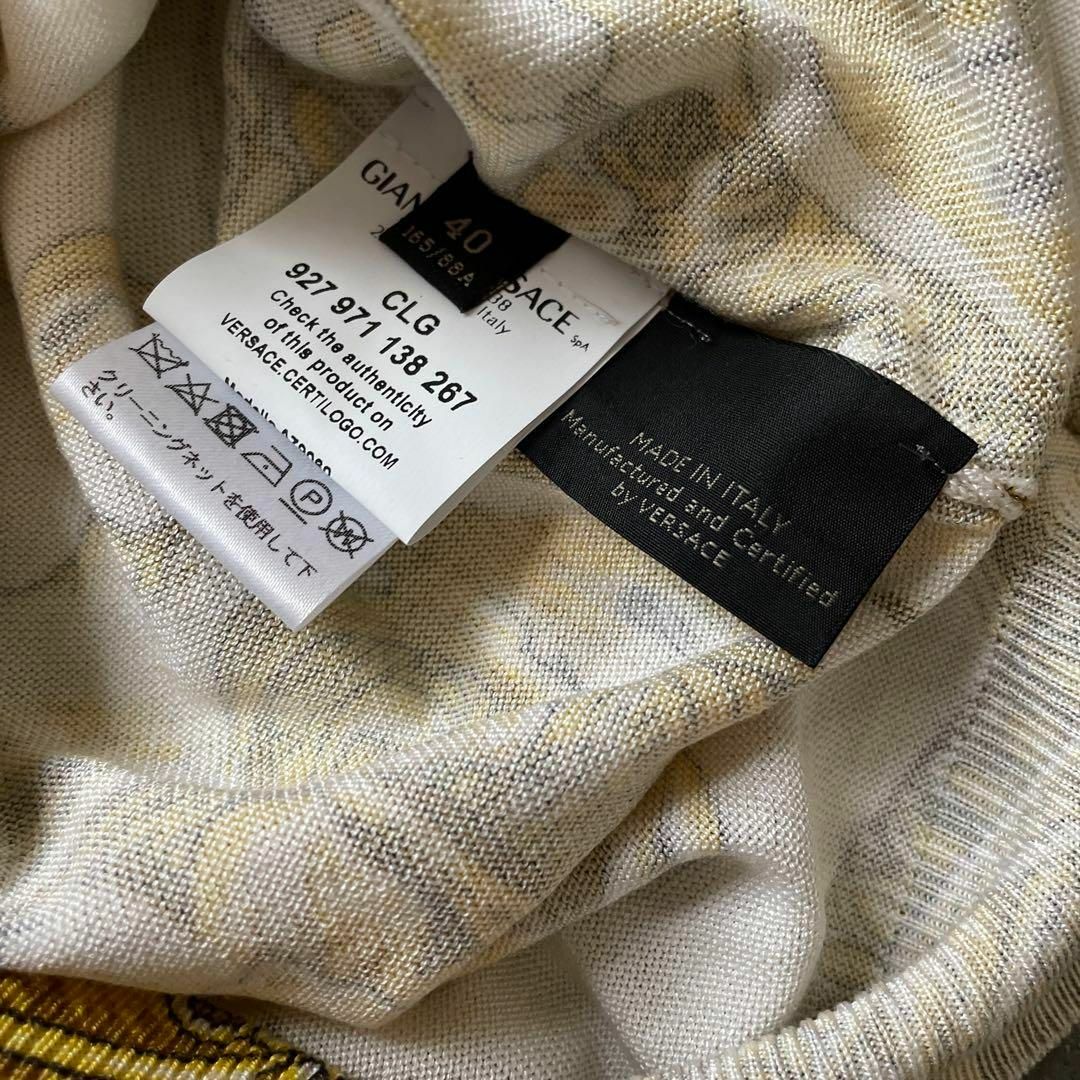 GIAN
SACE SpA
2
38
Italy
40
165/88A
CLG
927 971 138 267
Check the authenticity
of this product on
VERSACE.CERTILOGO.COM
P
W
クリーニングネットを使用して下
さい。
MADE IN ITALY
Manufactured and Certified
by VERSACE